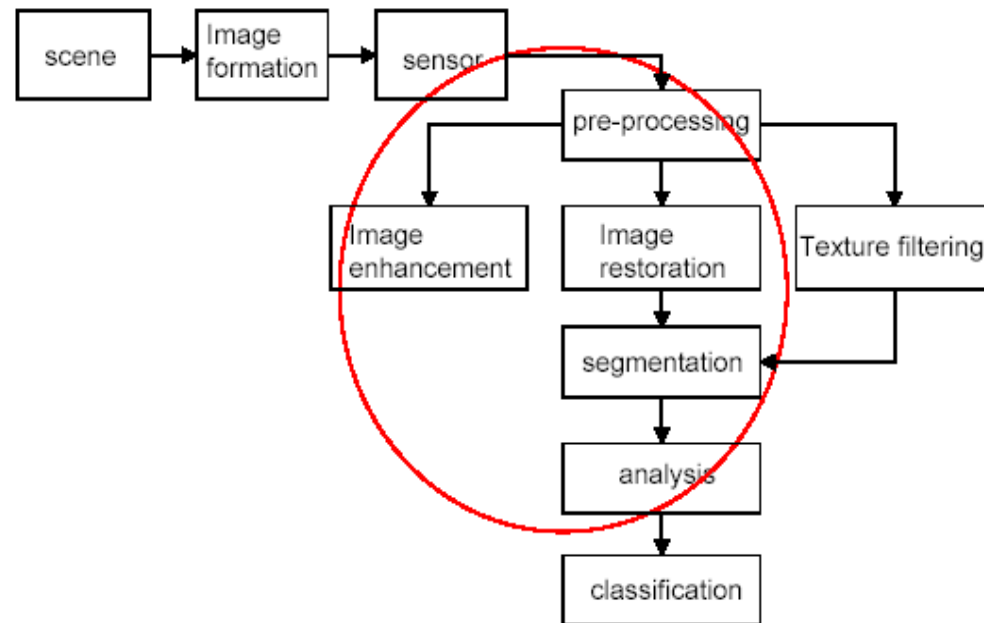 scene
Image
formation
sensor
pre-processing
Image
enhancement
Image
restoration
Texture filtering
segmentation
analysis
classification